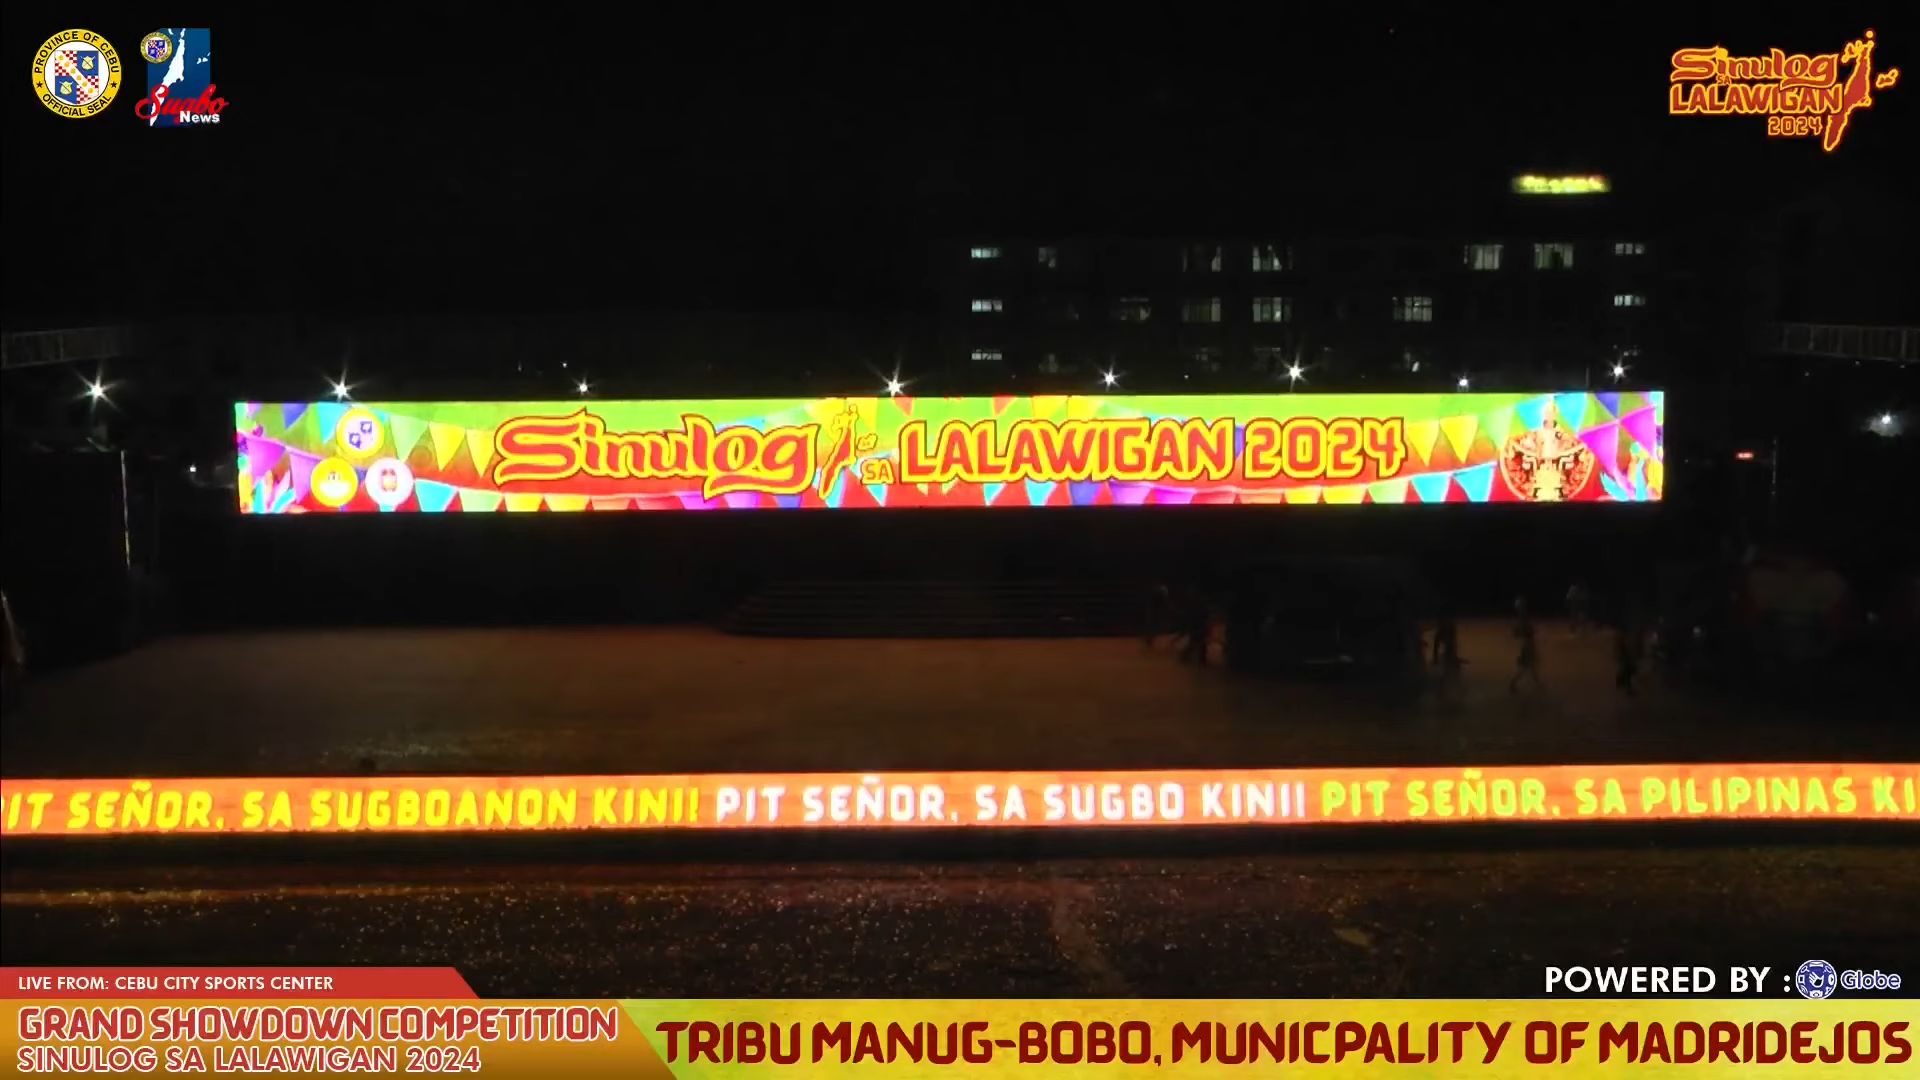 PROVINCE OF CEBU
OFFICIAL SEAL
Sugbo
News
Sinulog
SA
LALAWIGAN
2024
Sinulog SA LALAWIGAN 2024
PIT SEÑOR, SA SUGBOANON KINI! PIT SEÑOR, SA SUGBO KINI! PIT SEÑOR, SA PILIPINAS KI
LIVE FROM: CEBU CITY SPORTS CENTER
POWERED BY : Globe
GRAND SHOWDOWN COMPETITION
SINULOG SA LALAWIGAN 2024
TRIBU MANUG-BOBO, MUNICPALITY OF MADRIDEJOS